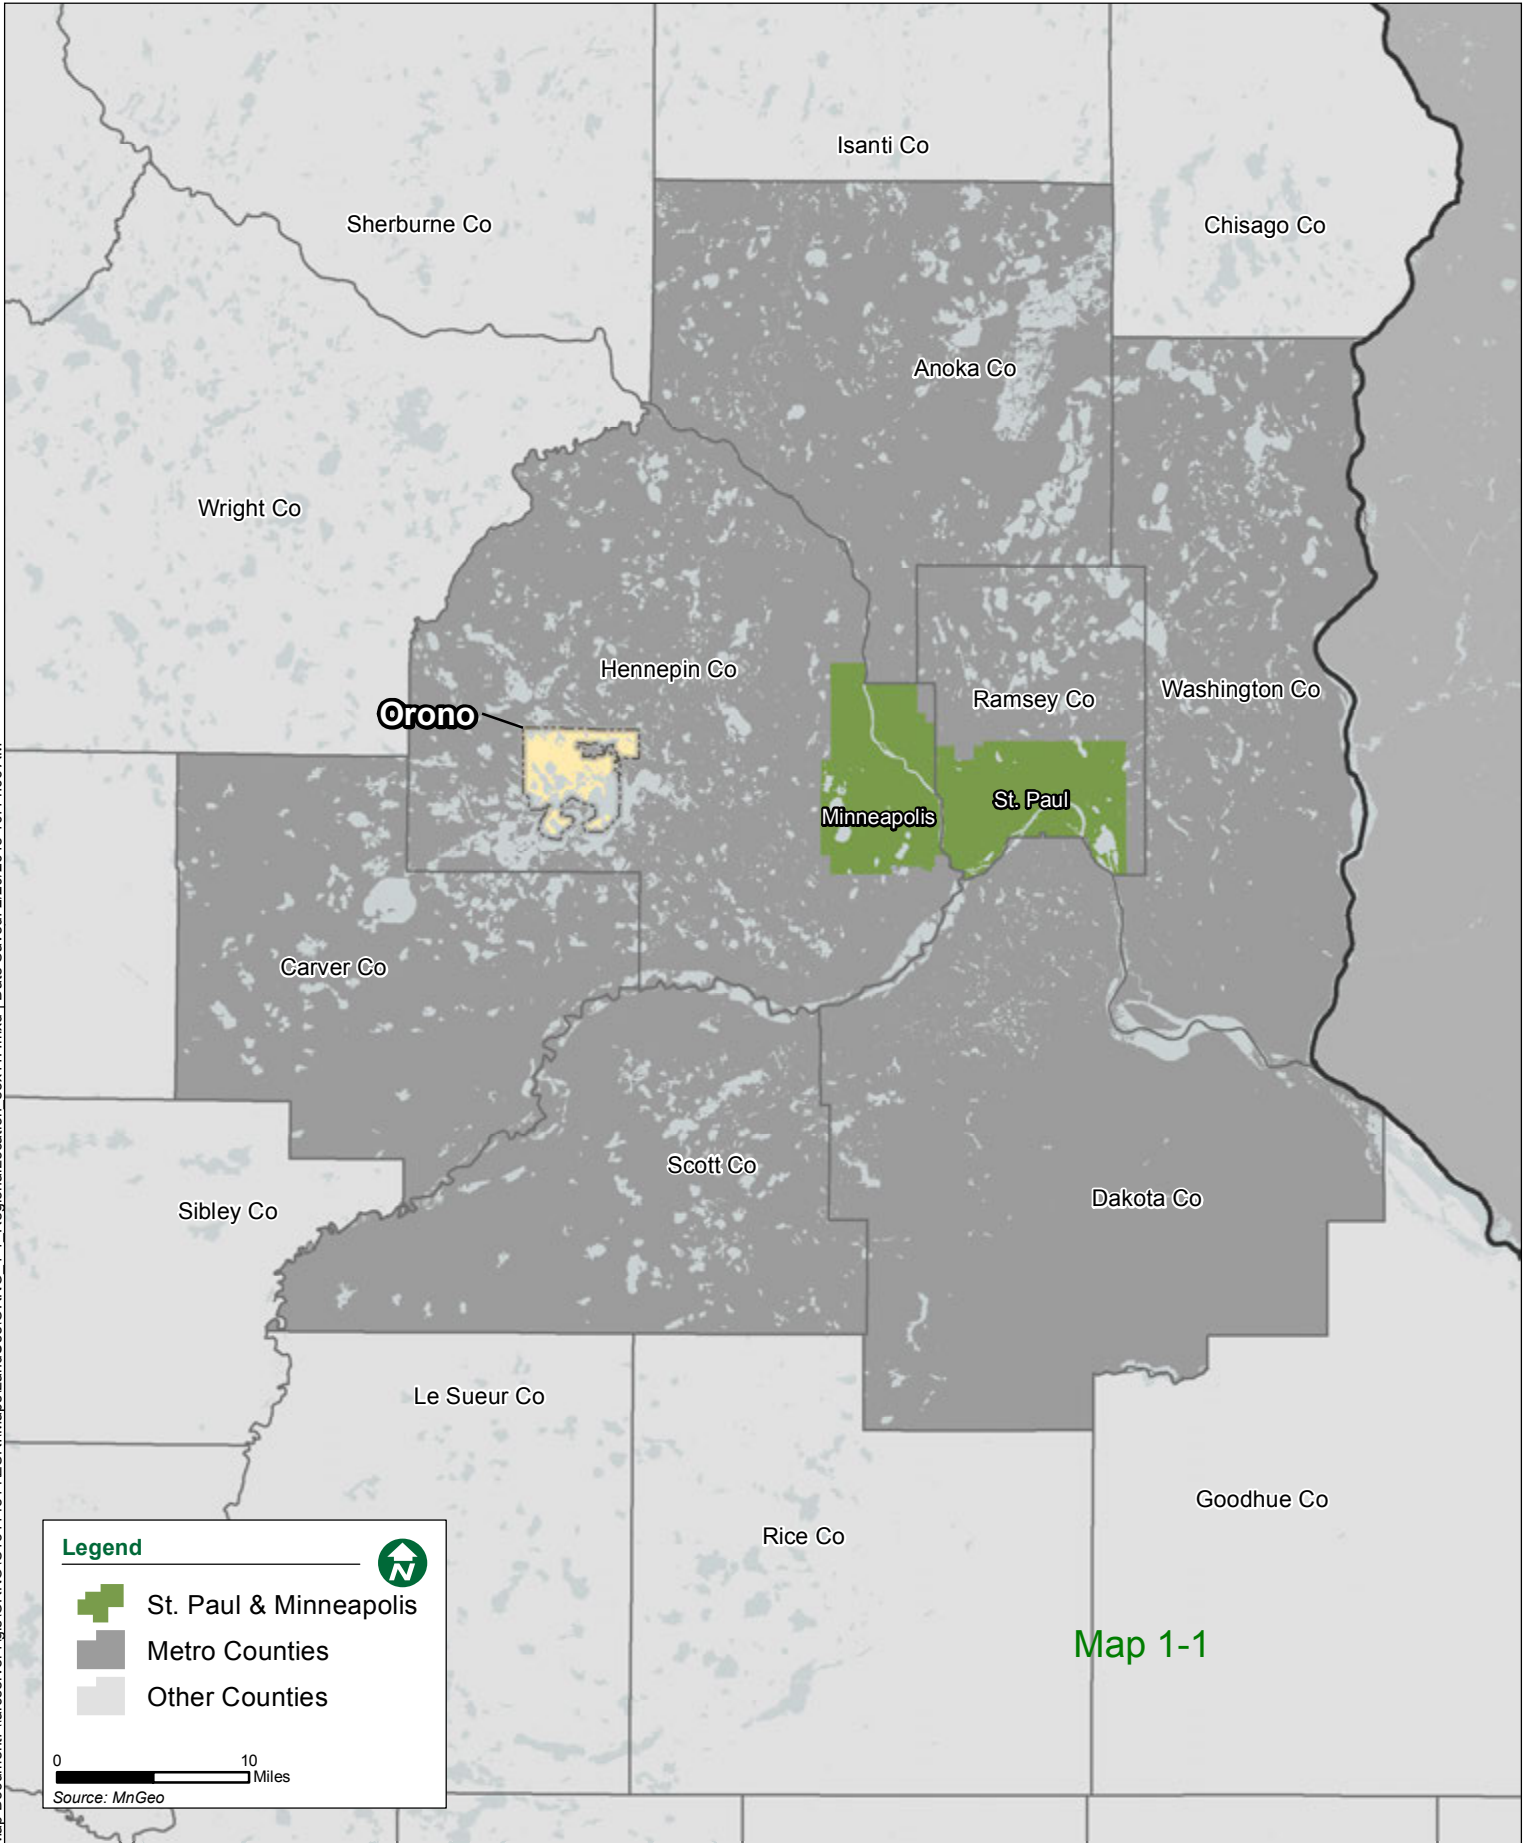 Isanti Co
Sherburne Co
Chisago Co
Anoka Co
Wright Co
Hennepin Co
Orono
Ramsey Co
Washington Co
Minneapolis
St. Paul
Carver Co
Scott Co
Dakota Co
Sibley Co
Le Sueur Co
Goodhue Co
Rice Co
Map 1-1
Legend
N
St. Paul & Minneapolis
Metro Counties
Other Counties
0 10
Miles
Source: MnGeo